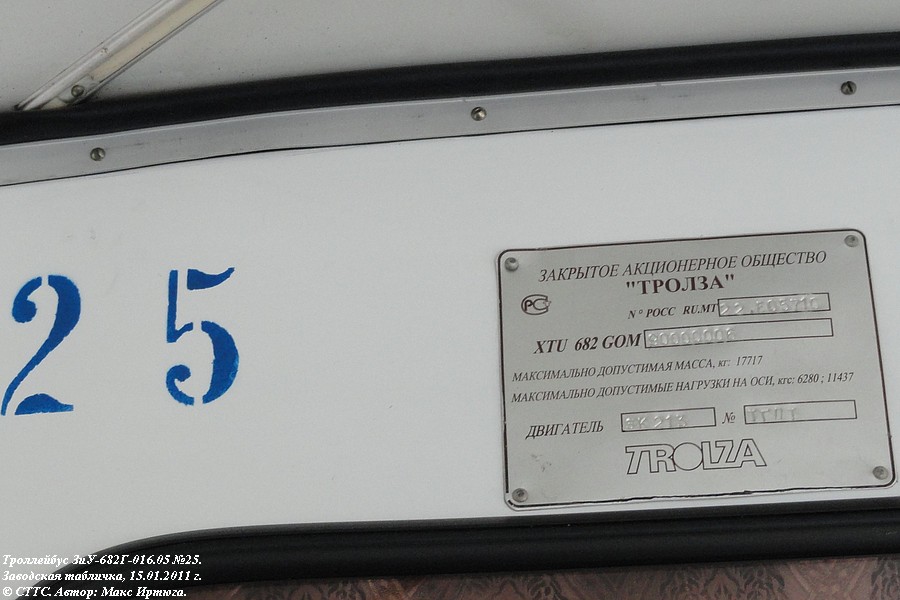 25
ЗАКРЫТОЕ АКЦИОНЕРНОЕ ОБЩЕСТВО
"ТРОЛЗА"
РС
N° РОСС RU.МТ
XTU 682 GOM
МАКСИМАЛЬНО ДОПУСТИМАЯ МАССА, кг: 17717
МАКСИМАЛЬНО ДОПУСТИМЫЕ НАГРУЗКИ НА ОСИ, кгс: 6280 ; 11437
ДВИГАТЕЛЬ №
TROLZA
Троллейбус ЗиУ-682Г-016.05 №25.
Заводская табличка, 15.01.2011 г.
© СТТС. Автор: Макс Иртюга.